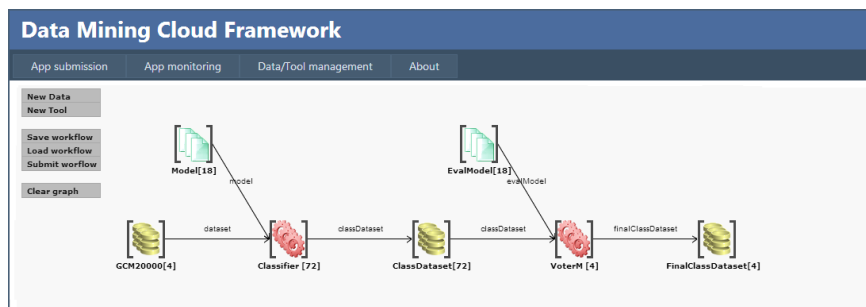 Data Mining Cloud Framework
App submission App monitoring Data/Tool management About
New Data
New Tool
Save workflow
Load workflow
Submit worflow
Clear graph
Model[18]
EvalModel[18]
model
evalModel
dataset
classDataset
classDataset
finalClassDataset
GCM20000[4]
Classifier [72]
ClassDataset[72]
VoterM [4]
FinalClassDataset[4]